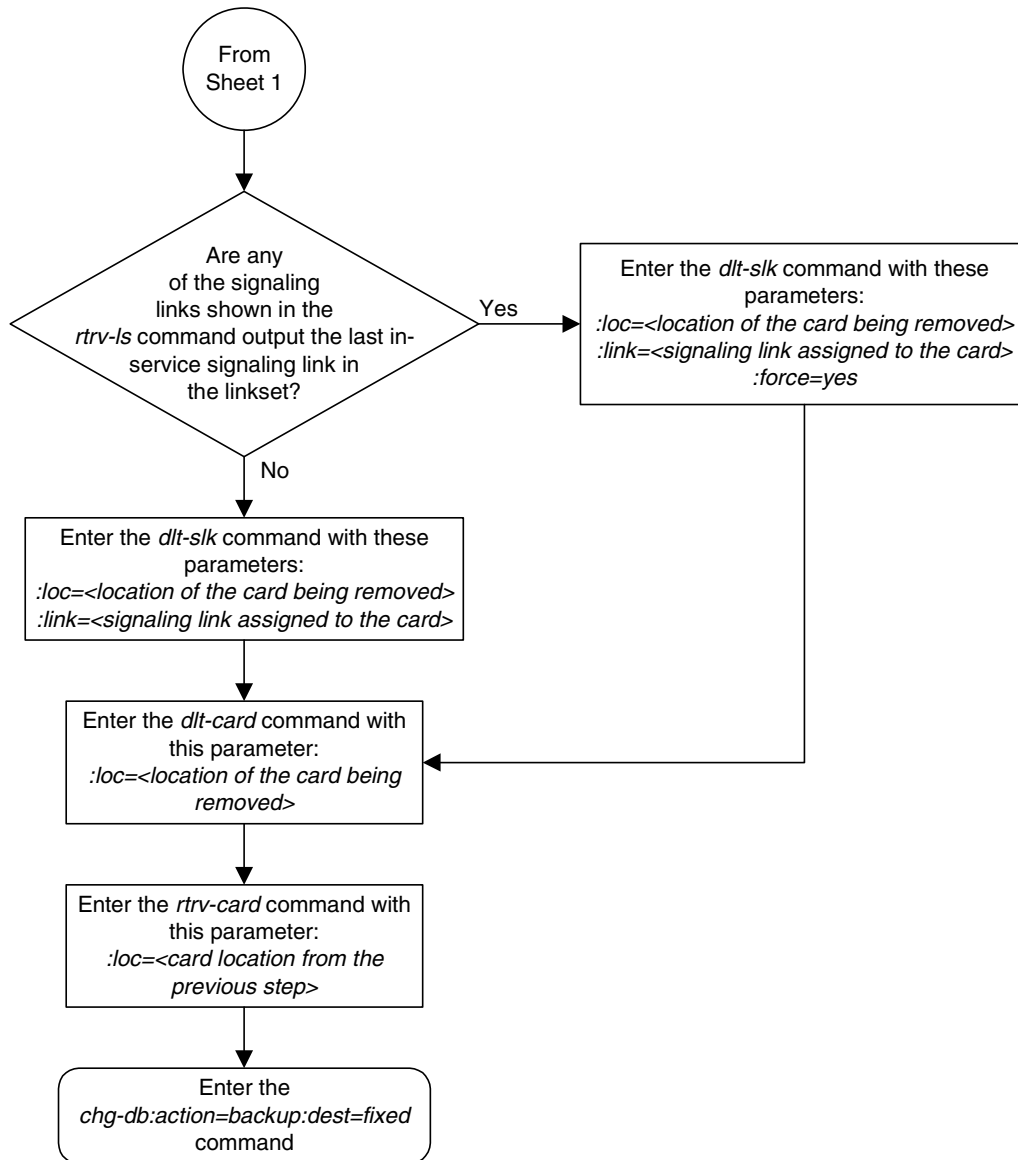 From
Sheet 1
Are any
of the signaling
links shown in the
rtrv-ls command output the last in-
service signaling link in
the linkset?
Yes
Enter the dlt-slk command with these
parameters:
:loc=<location of the card being removed>
:link=<signaling link assigned to the card>
:force=yes
No
Enter the dlt-slk command with these
parameters:
:loc=<location of the card being removed>
:link=<signaling link assigned to the card>
Enter the dlt-card command with
this parameter:
:loc=<location of the card being
removed>
Enter the rtrv-card command with
this parameter:
:loc=<card location from the
previous step>
Enter the
chg-db:action=backup:dest=fixed
command